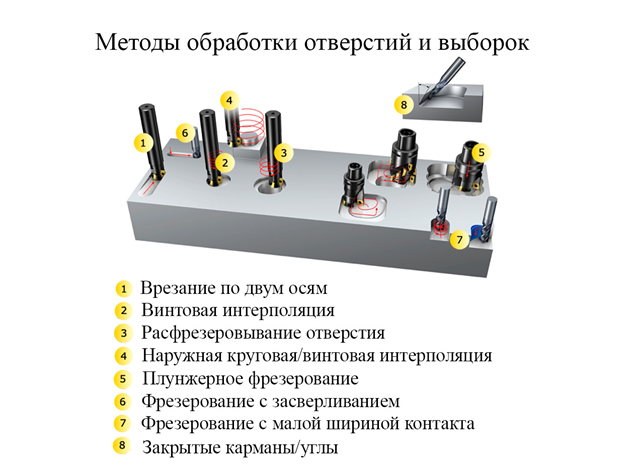 Методы обработки отверстий и выборок
4
8
6
1
2
3
5
7
1 Врезание по двум осям
2 Винтовая интерполяция
3 Расфрезеровывание отверстия
4 Наружная круговая/винтовая интерполяция
5 Плунжерное фрезерование
6 Фрезерование с засверливанием
7 Фрезерование с малой шириной контакта
8 Закрытые карманы/углы